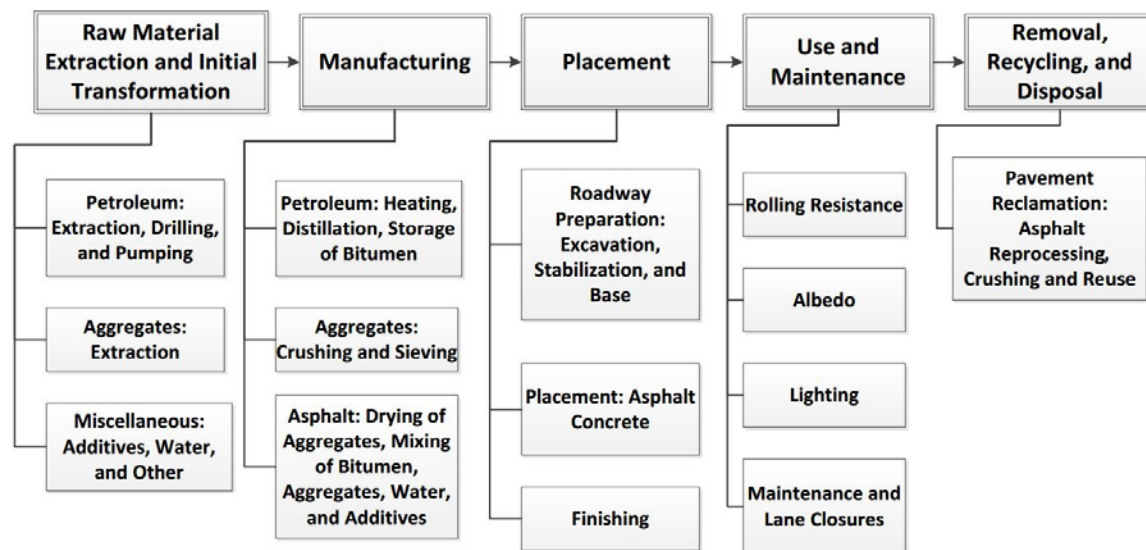 Raw Material
Extraction and Initial
Transformation
Manufacturing
Placement
Use and
Maintenance
Removal,
Recycling, and
Disposal
Petroleum:
Extraction, Drilling,
and Pumping
Aggregates:
Extraction
Miscellaneous:
Additives, Water,
and Other
Petroleum: Heating,
Distillation, Storage
of Bitumen
Aggregates:
Crushing and Sieving
Asphalt: Drying of
Aggregates, Mixing
of Bitumen,
Aggregates, Water,
and Additives
Roadway
Preparation:
Excavation,
Stabilization, and
Base
Placement: Asphalt
Concrete
Finishing
Rolling Resistance
Albedo
Lighting
Maintenance and
Lane Closures
Pavement
Reclamation:
Asphalt
Reprocessing,
Crushing and Reuse